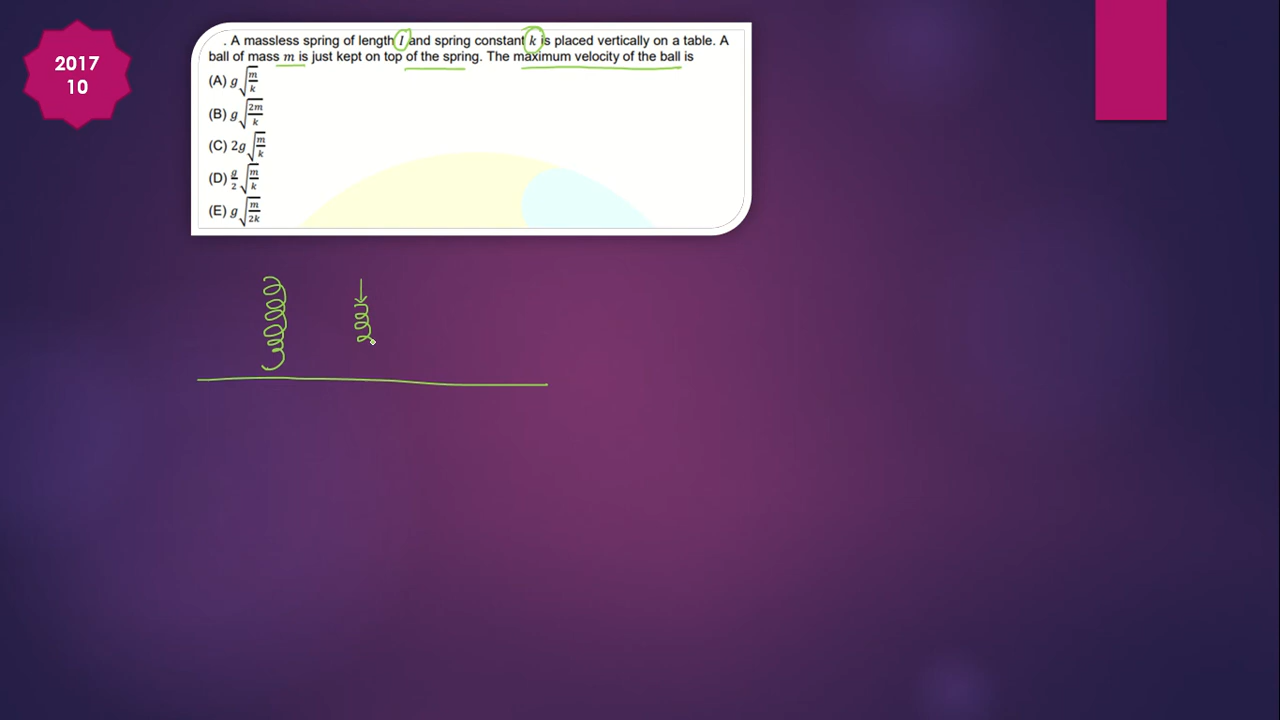 2017
10
. A massless spring of length l and spring constant k is placed vertically on a table. A
ball of mass m is just kept on top of the spring. The maximum velocity of the ball is
(A) g√(m/k)
(B) g√(2m/k)
(C) 2g√(m/k)
(D) g/2 √(m/k)
(E) g√(m/2k)